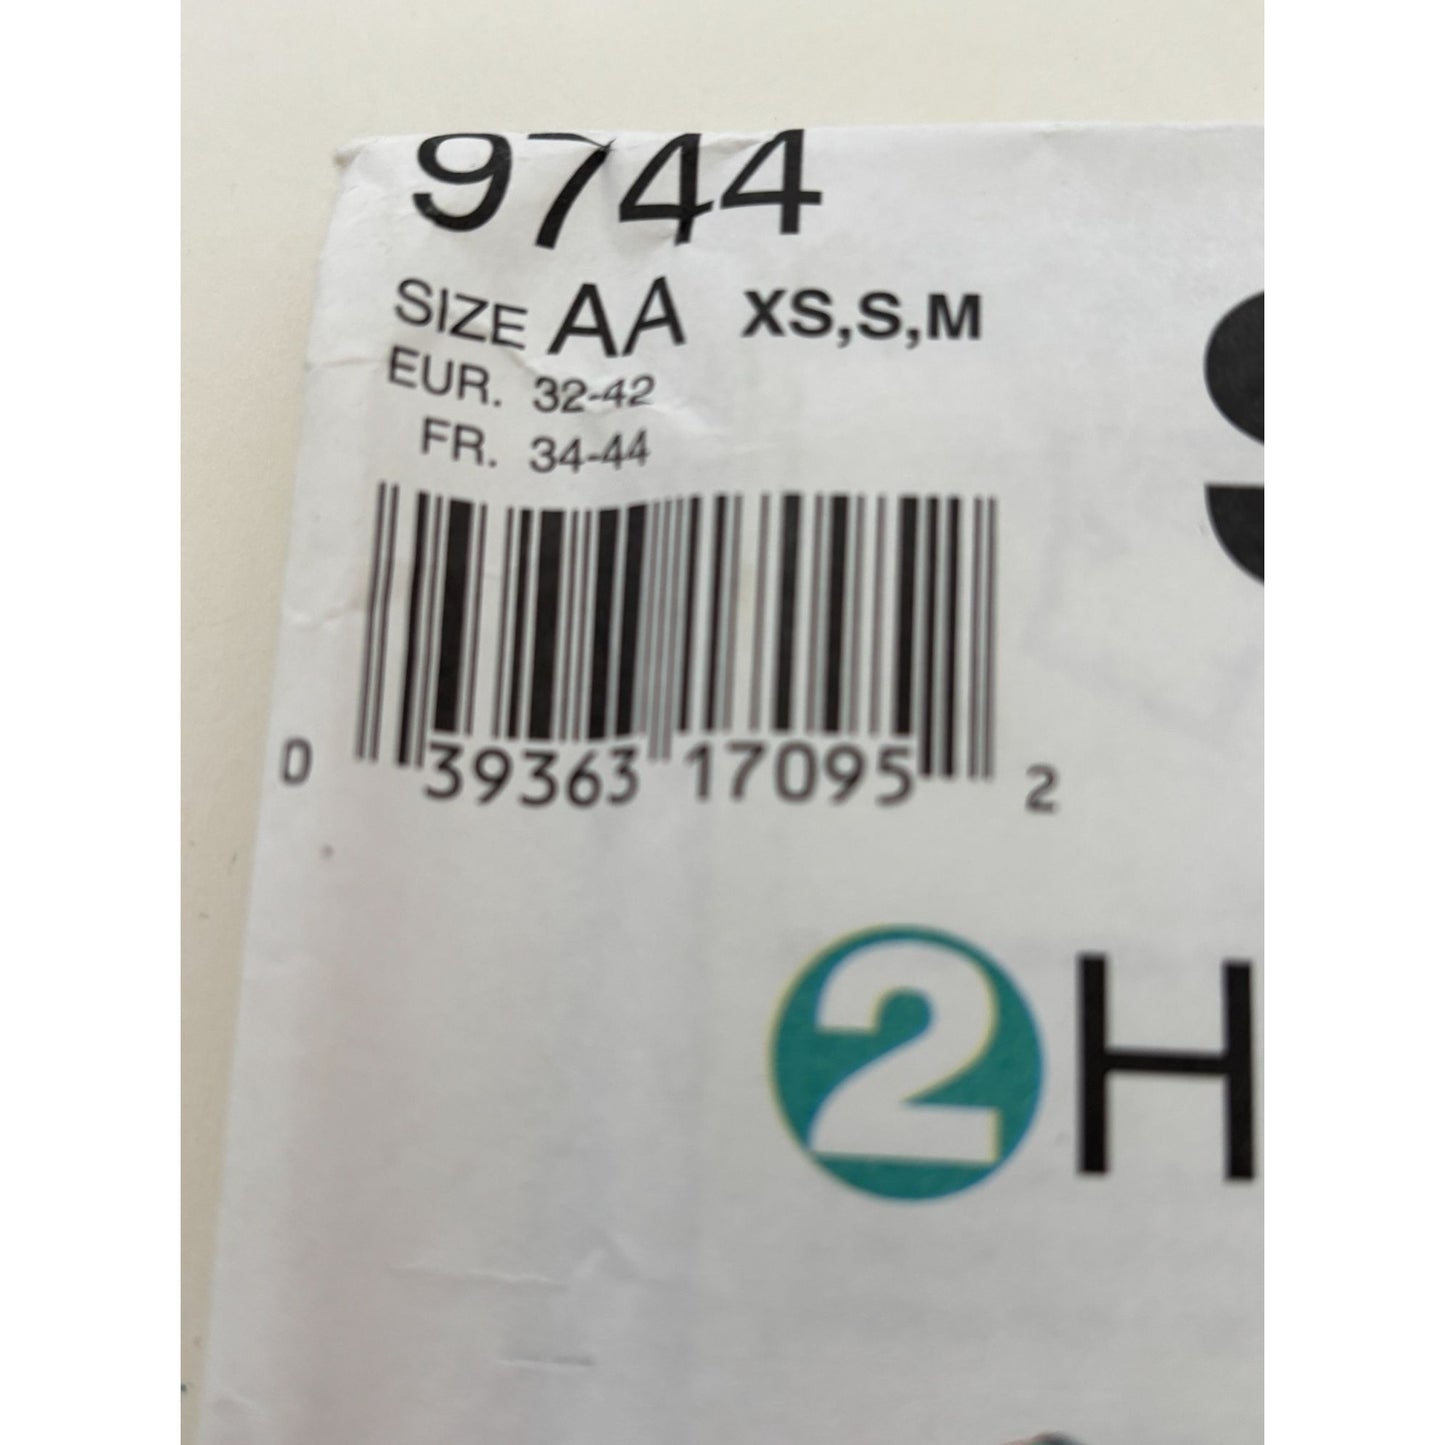 9744
SIZE AA XS,S,M
EUR. 32-42
FR. 34-44
0 39363 17095 2
2 H